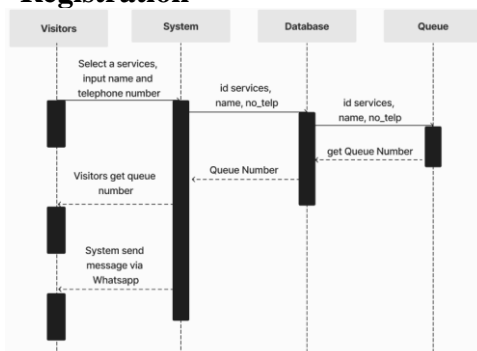 Registration
Visitors
System
Database
Queue
Select a services,
input name and
telephone number
id services,
name, no_telp
id services,
name, no_telp
get Queue Number
Queue Number
Visitors get queue
number
System send
message via
Whatsapp